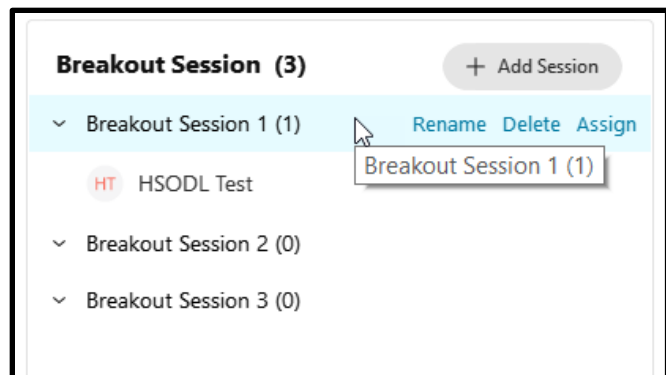 Breakout Session (3)
+ Add Session
Breakout Session 1 (1)
Rename Delete Assign
Breakout Session 1 (1)
HT HSODL Test
Breakout Session 2 (0)
Breakout Session 3 (0)